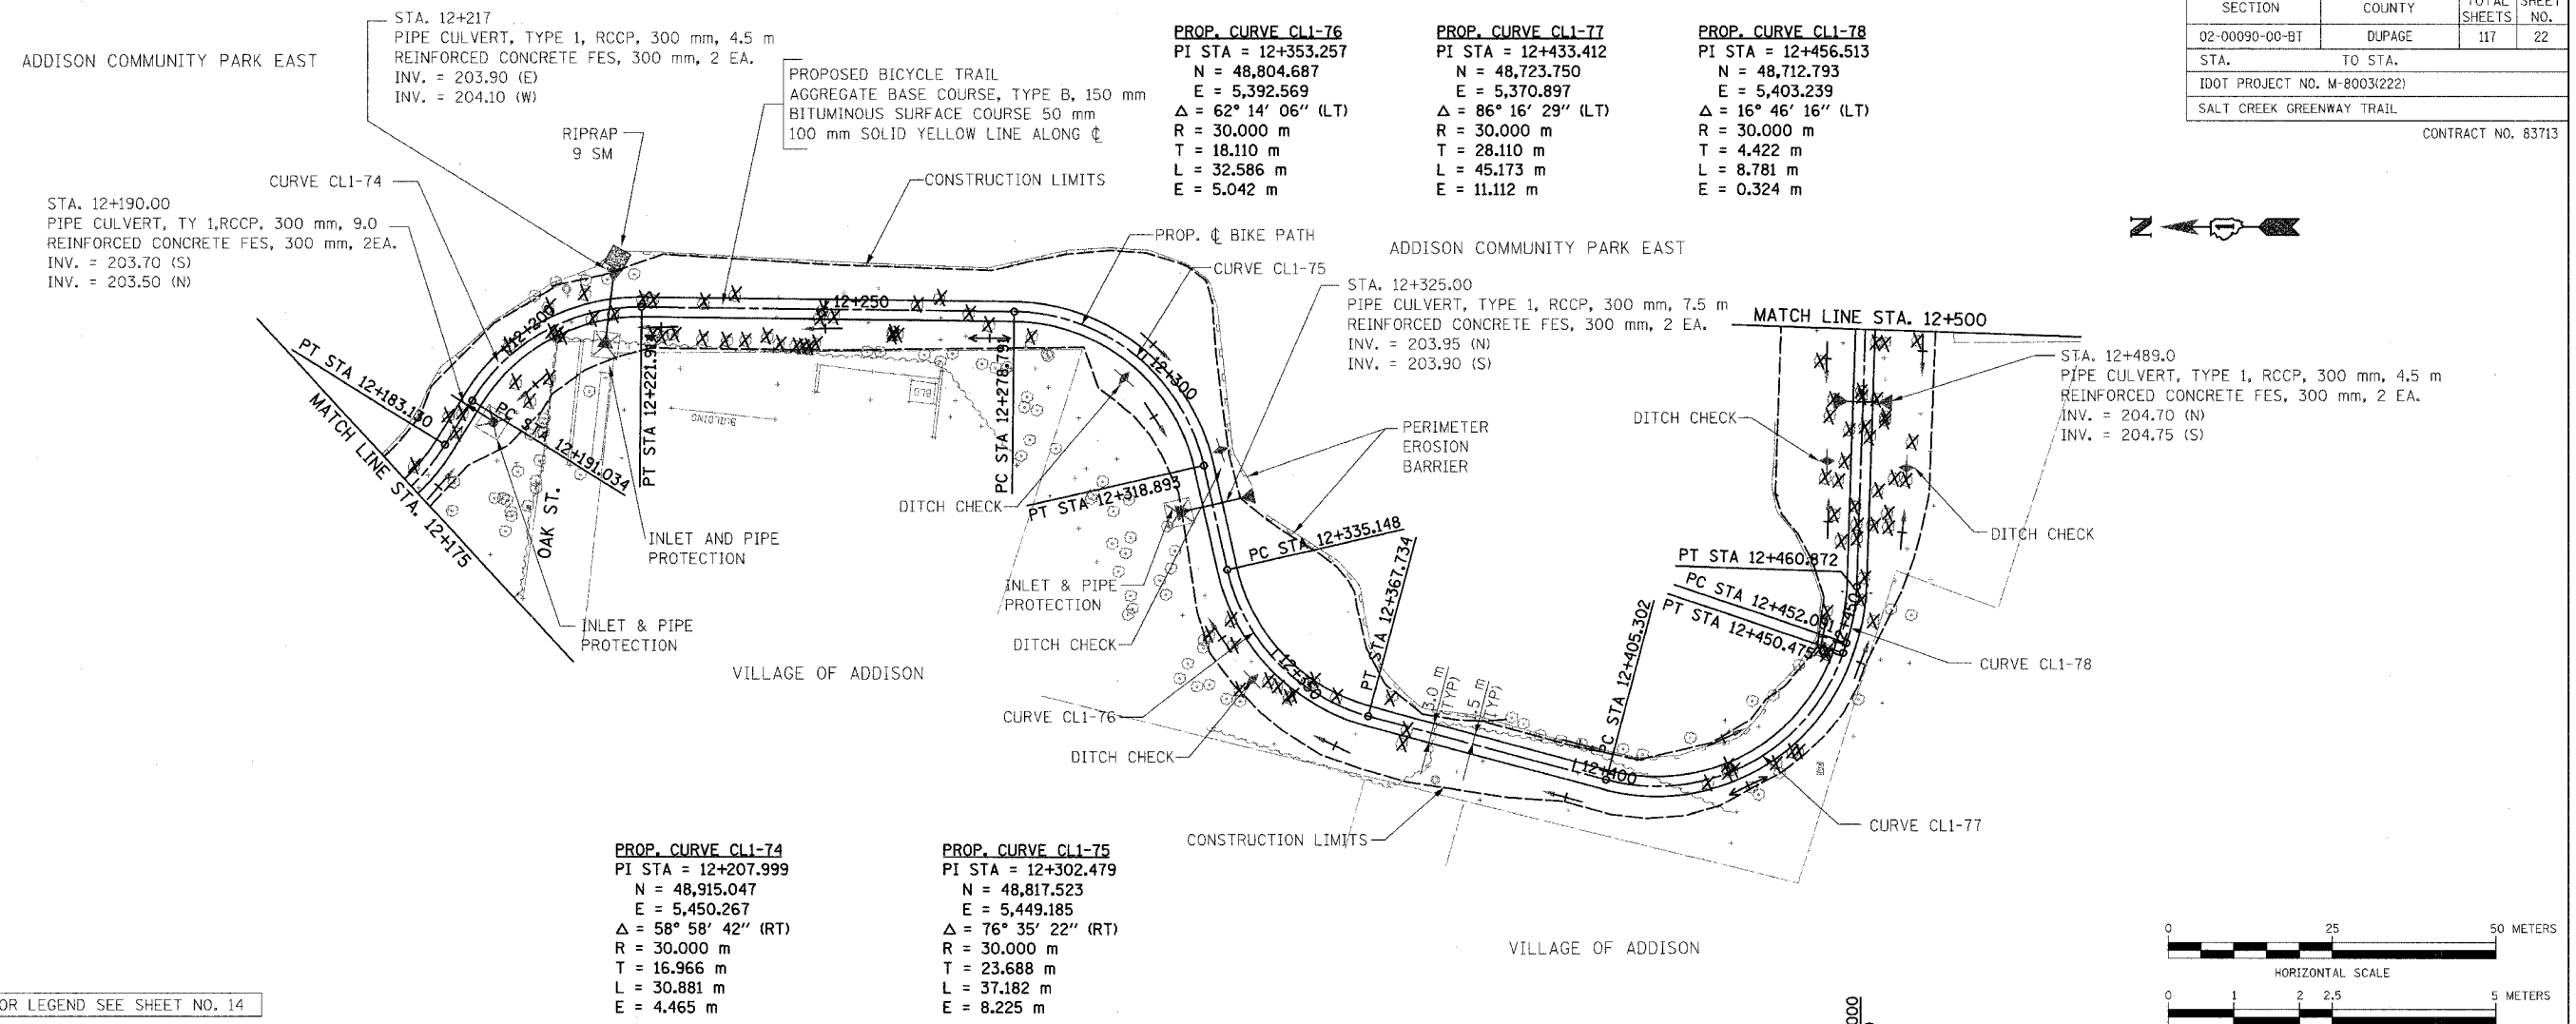 STA. 12+217
PIPE CULVERT, TYPE 1, RCCP, 300 mm, 4.5 m
REINFORCED CONCRETE FES, 300 mm, 2 EA.
INV. = 203.90 (E)
INV. = 204.10 (W)
ADDISON COMMUNITY PARK EAST
PROPOSED BICYCLE TRAIL
AGGREGATE BASE COURSE, TYPE B, 150 mm
BITUMINOUS SURFACE COURSE 50 mm
100 mm SOLID YELLOW LINE ALONG ℄
RIPRAP
9 SM
CURVE CL1-74
CONSTRUCTION LIMITS
STA. 12+190.00
PIPE CULVERT, TY 1,RCCP, 300 mm, 9.0
REINFORCED CONCRETE FES, 300 mm, 2EA.
INV. = 203.70 (S)
INV. = 203.50 (N)
PROP. CURVE CL1-76
PI STA = 12+353.257
N = 48,804.687
E = 5,392.569
Δ = 62° 14' 06" (LT)
R = 30.000 m
T = 18.110 m
L = 32.586 m
E = 5.042 m
PROP. CURVE CL1-77
PI STA = 12+433.412
N = 48,723.750
E = 5,370.897
Δ = 86° 16' 29" (LT)
R = 30.000 m
T = 28.110 m
L = 45.173 m
E = 11.112 m
PROP. CURVE CL1-78
PI STA = 12+456.513
N = 48,712.793
E = 5,403.239
Δ = 16° 46' 16" (LT)
R = 30.000 m
T = 4.422 m
L = 8.781 m
E = 0.324 m
SECTION COUNTY TOTAL SHEETS SHEET NO.
02-00090-00-BT DUPAGE 117 22
STA. TO STA.
IDOT PROJECT NO. M-8003(222)
SALT CREEK GREENWAY TRAIL
CONTRACT NO. 83713
N
PROP. ℄ BIKE PATH
CURVE CL1-75
ADDISON COMMUNITY PARK EAST
STA. 12+325.00
PIPE CULVERT, TYPE 1, RCCP, 300 mm, 7.5 m
REINFORCED CONCRETE FES, 300 mm, 2 EA.
INV. = 203.95 (N)
INV. = 203.90 (S)
MATCH LINE STA. 12+500
STA. 12+489.0
PIPE CULVERT, TYPE 1, RCCP, 300 mm, 4.5 m
REINFORCED CONCRETE FES, 300 mm, 2 EA.
INV. = 204.70 (N)
INV. = 204.75 (S)
DITCH CHECK
DITCH CHECK
PERIMETER
EROSION
BARRIER
12+200
12+250
12+300
PT STA 12+183.130
MATCH LINE STA. 12+175
PC STA 12+191.034
OAK ST.
PT STA 12+221.914
BUILDING
BLD
PC STA 12+278.791
DITCH CHECK
PT STA 12+318.893
PC STA 12+335.148
PT STA 12+367.734
PC STA 12+405.302
PT STA 12+460.872
PC STA 12+452.091
PT STA 12+450.475
12+450
INLET AND PIPE
PROTECTION
INLET & PIPE
PROTECTION
INLET & PIPE
PROTECTION
DITCH CHECK
VILLAGE OF ADDISON
CURVE CL1-76
12+350
3.0 m
(TYP)
1.5 m
(TYP)
12+400
CURVE CL1-78
DITCH CHECK
CONSTRUCTION LIMITS
CURVE CL1-77
PROP. CURVE CL1-74
PI STA = 12+207.999
N = 48,915.047
E = 5,450.267
Δ = 58° 58' 42" (RT)
R = 30.000 m
T = 16.966 m
L = 30.881 m
E = 4.465 m
PROP. CURVE CL1-75
PI STA = 12+302.479
N = 48,817.523
E = 5,449.185
Δ = 76° 35' 22" (RT)
R = 30.000 m
T = 23.688 m
L = 37.182 m
E = 8.225 m
VILLAGE OF ADDISON
0 25 50 METERS
HORIZONTAL SCALE
0 1 2 2.5 5 METERS
OR LEGEND SEE SHEET NO. 14